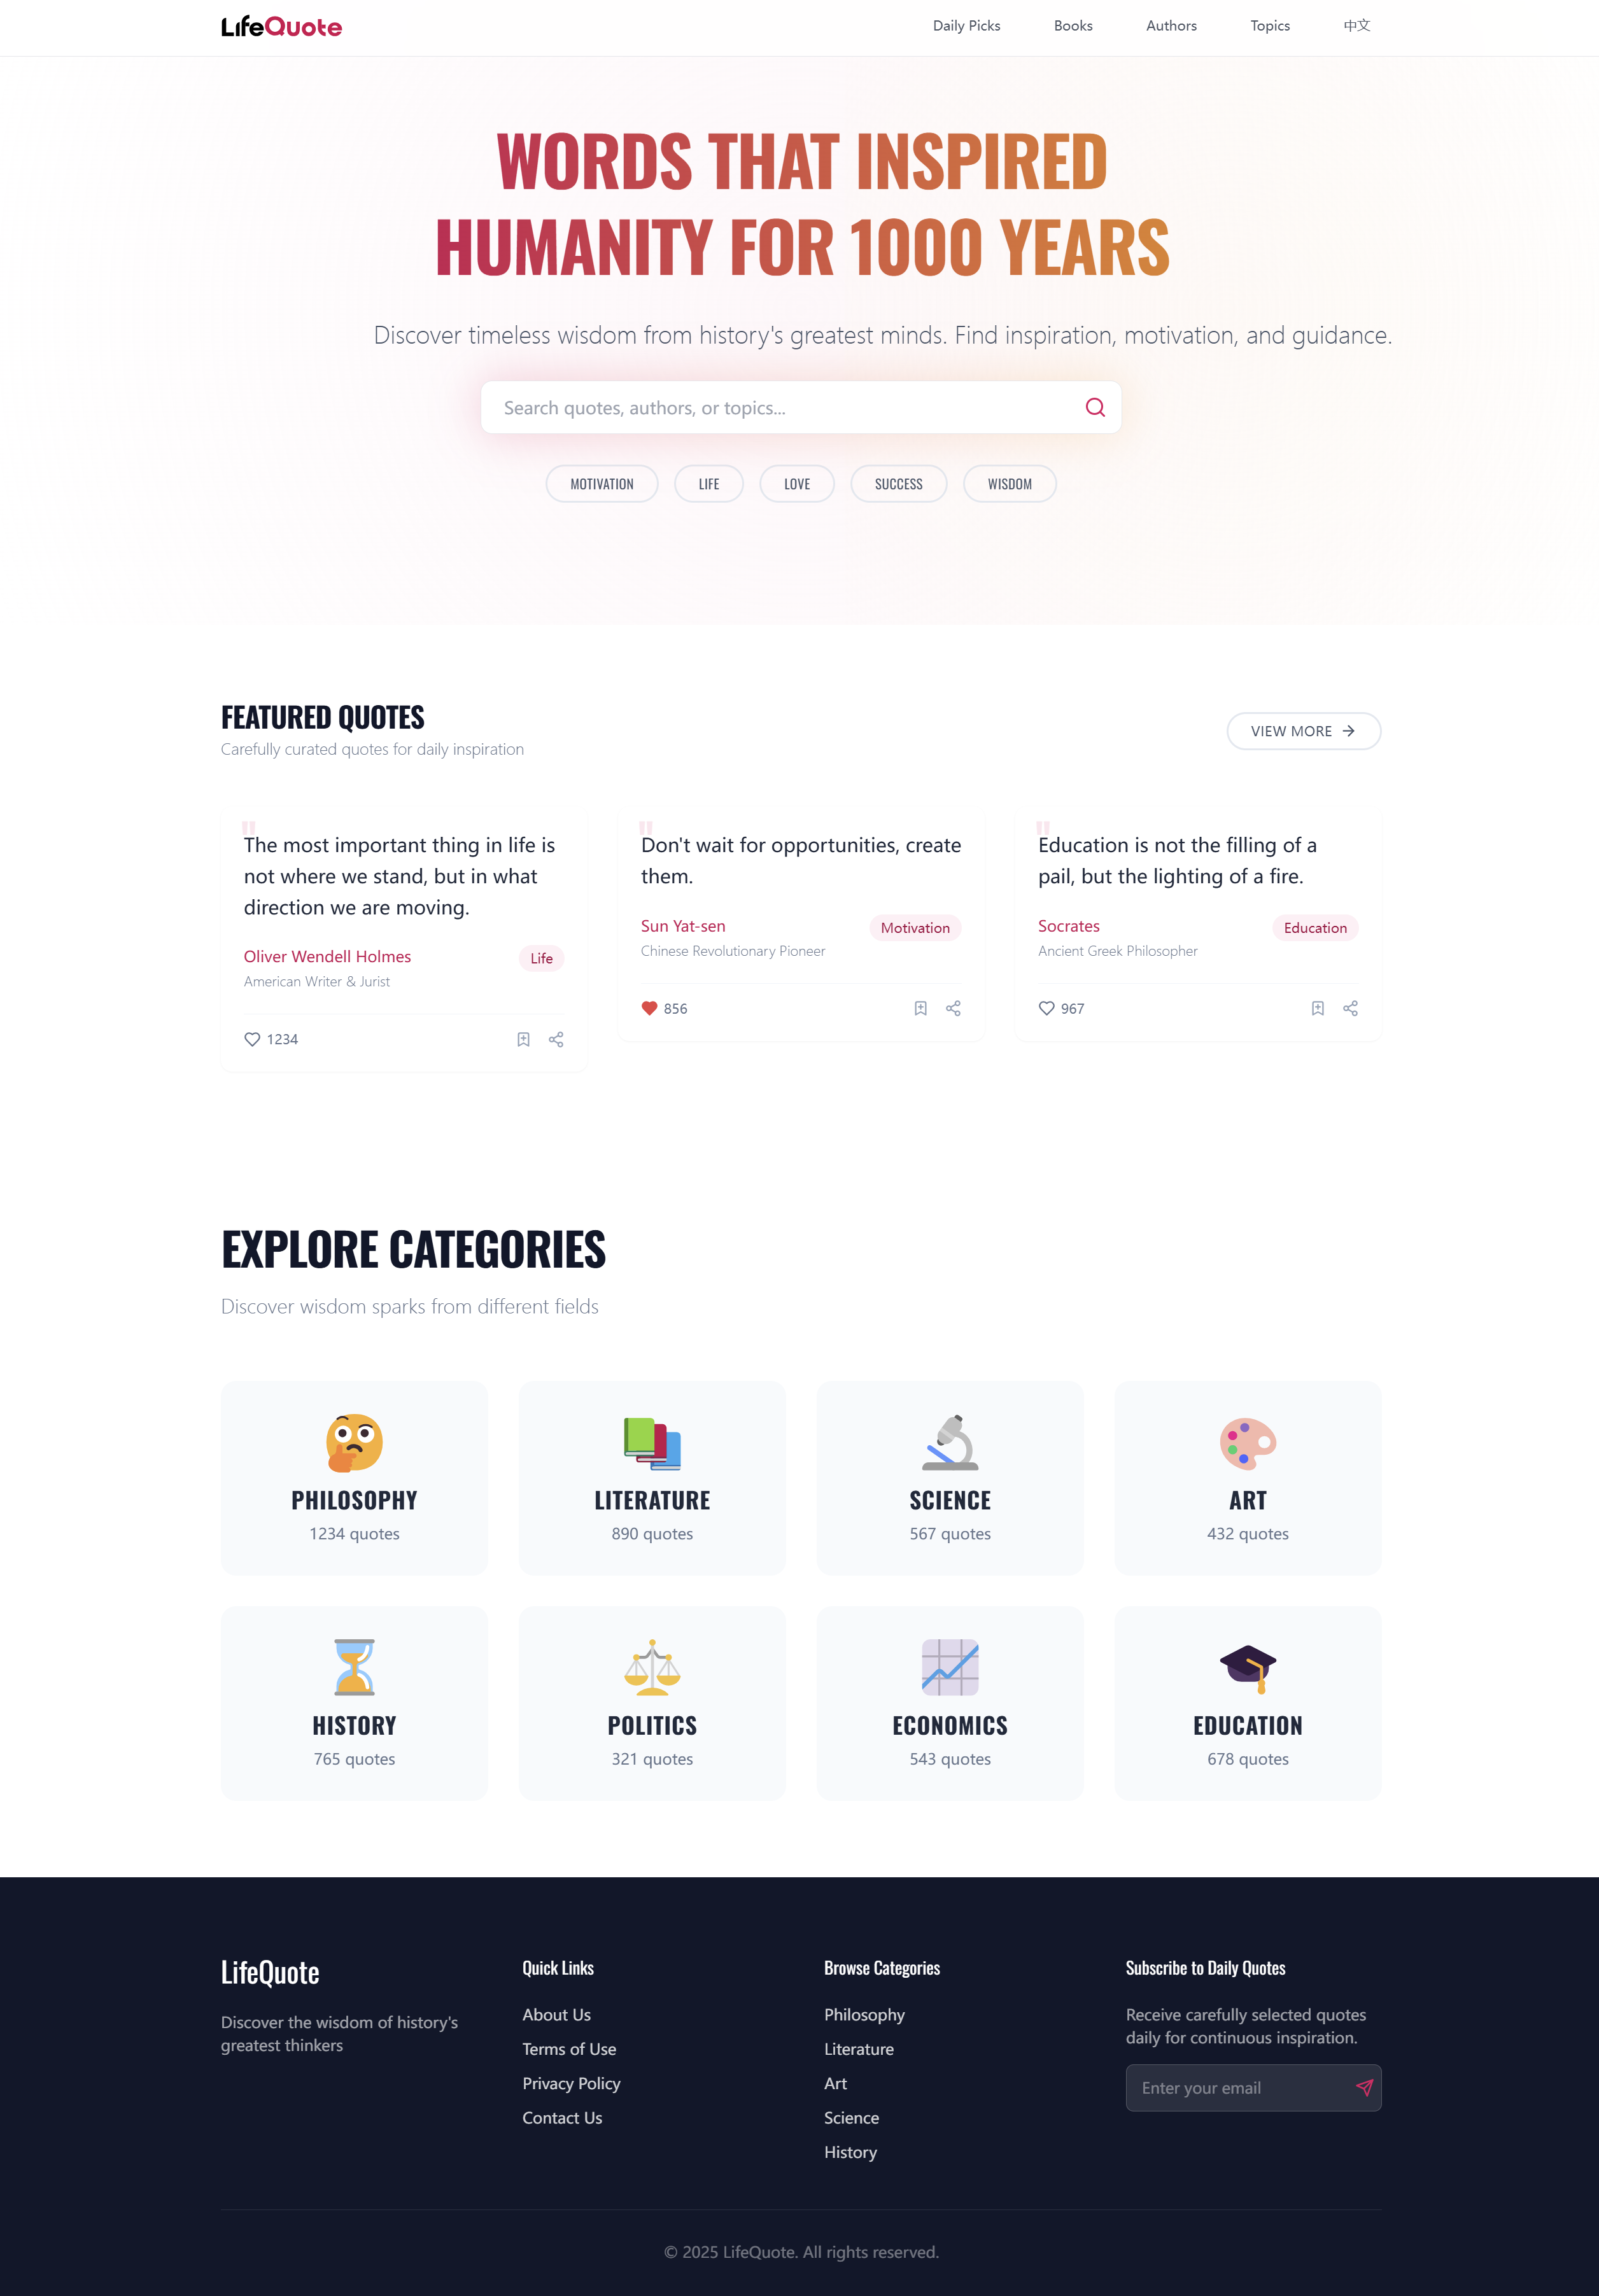 LifeQuote
Daily Picks
Books
Authors
Topics
中文
WORDS THAT INSPIRED
HUMANITY FOR 1000 YEARS
Discover timeless wisdom from history's greatest minds. Find inspiration, motivation, and guidance.
Search quotes, authors, or topics...
MOTIVATION
LIFE
LOVE
SUCCESS
WISDOM
FEATURED QUOTES
Carefully curated quotes for daily inspiration
VIEW MORE
"
The most important thing in life is
not where we stand, but in what
direction we are moving.
Oliver Wendell Holmes
American Writer & Jurist
Life
1234
"
Don't wait for opportunities, create
them.
Sun Yat-sen
Chinese Revolutionary Pioneer
Motivation
856
"
Education is not the filling of a
pail, but the lighting of a fire.
Socrates
Ancient Greek Philosopher
Education
967
EXPLORE CATEGORIES
Discover wisdom sparks from different fields
PHILOSOPHY
1234 quotes
LITERATURE
890 quotes
SCIENCE
567 quotes
ART
432 quotes
HISTORY
765 quotes
POLITICS
321 quotes
ECONOMICS
543 quotes
EDUCATION
678 quotes
LifeQuote
Discover the wisdom of history's
greatest thinkers
Quick Links
About Us
Terms of Use
Privacy Policy
Contact Us
Browse Categories
Philosophy
Literature
Art
Science
History
Subscribe to Daily Quotes
Receive carefully selected quotes
daily for continuous inspiration.
Enter your email
© 2025 LifeQuote. All rights reserved.